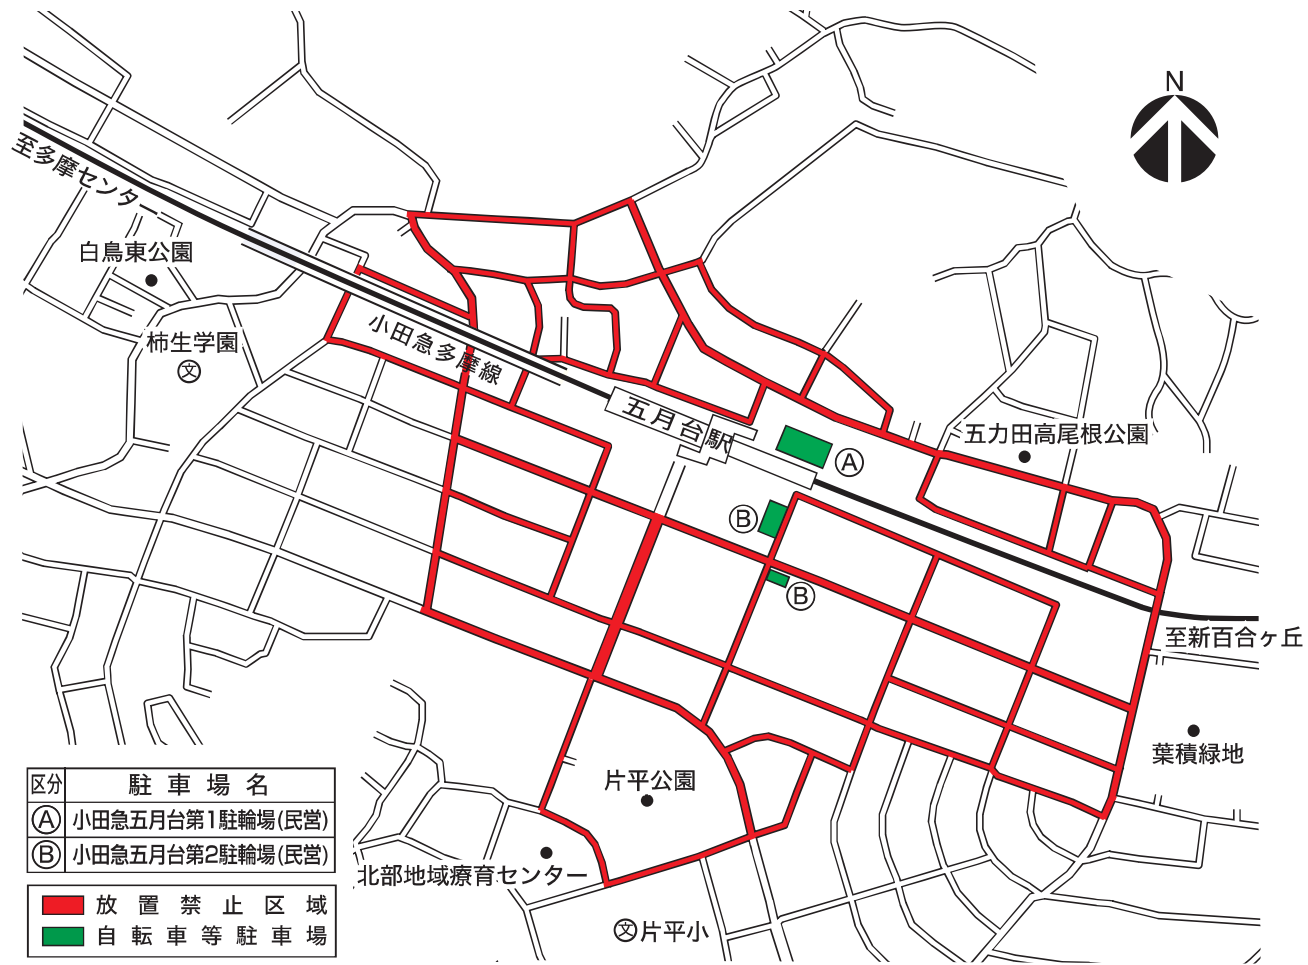 N
至多摩センター
白鳥東公園
柿生学園
文
小田急多摩線
五月台駅
A
五力田高尾根公園
B
B
至新百合ヶ丘
葉積緑地
片平公園
北部地域療育センター
文片平小
区分 駐車場名
A 小田急五月台第1駐輪場(民営)
B 小田急五月台第2駐輪場(民営)
放置禁止区域
自転車等駐車場